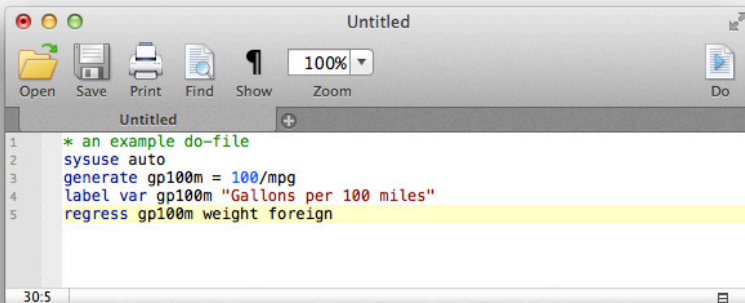 Untitled
Open Save Print Find Show 100% Zoom Do
Untitled
1 * an example do-file
2 sysuse auto
3 generate gp100m = 100/mpg
4 label var gp100m "Gallons per 100 miles"
5 regress gp100m weight foreign
30:5